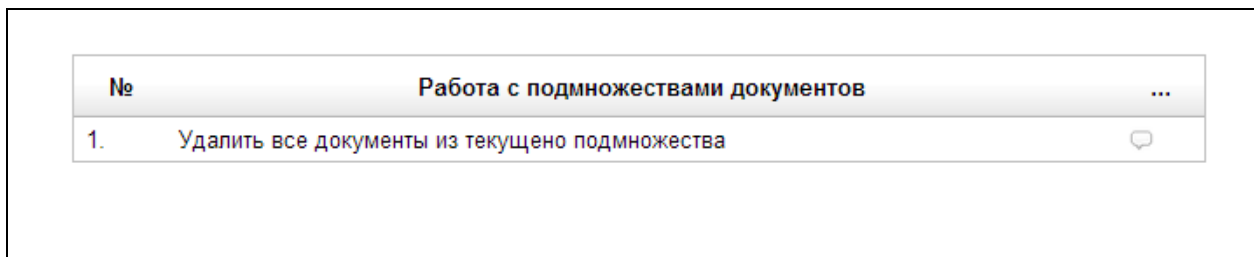 № Работа с подмножествами документов ...
1. Удалить все документы из текущено подмножества